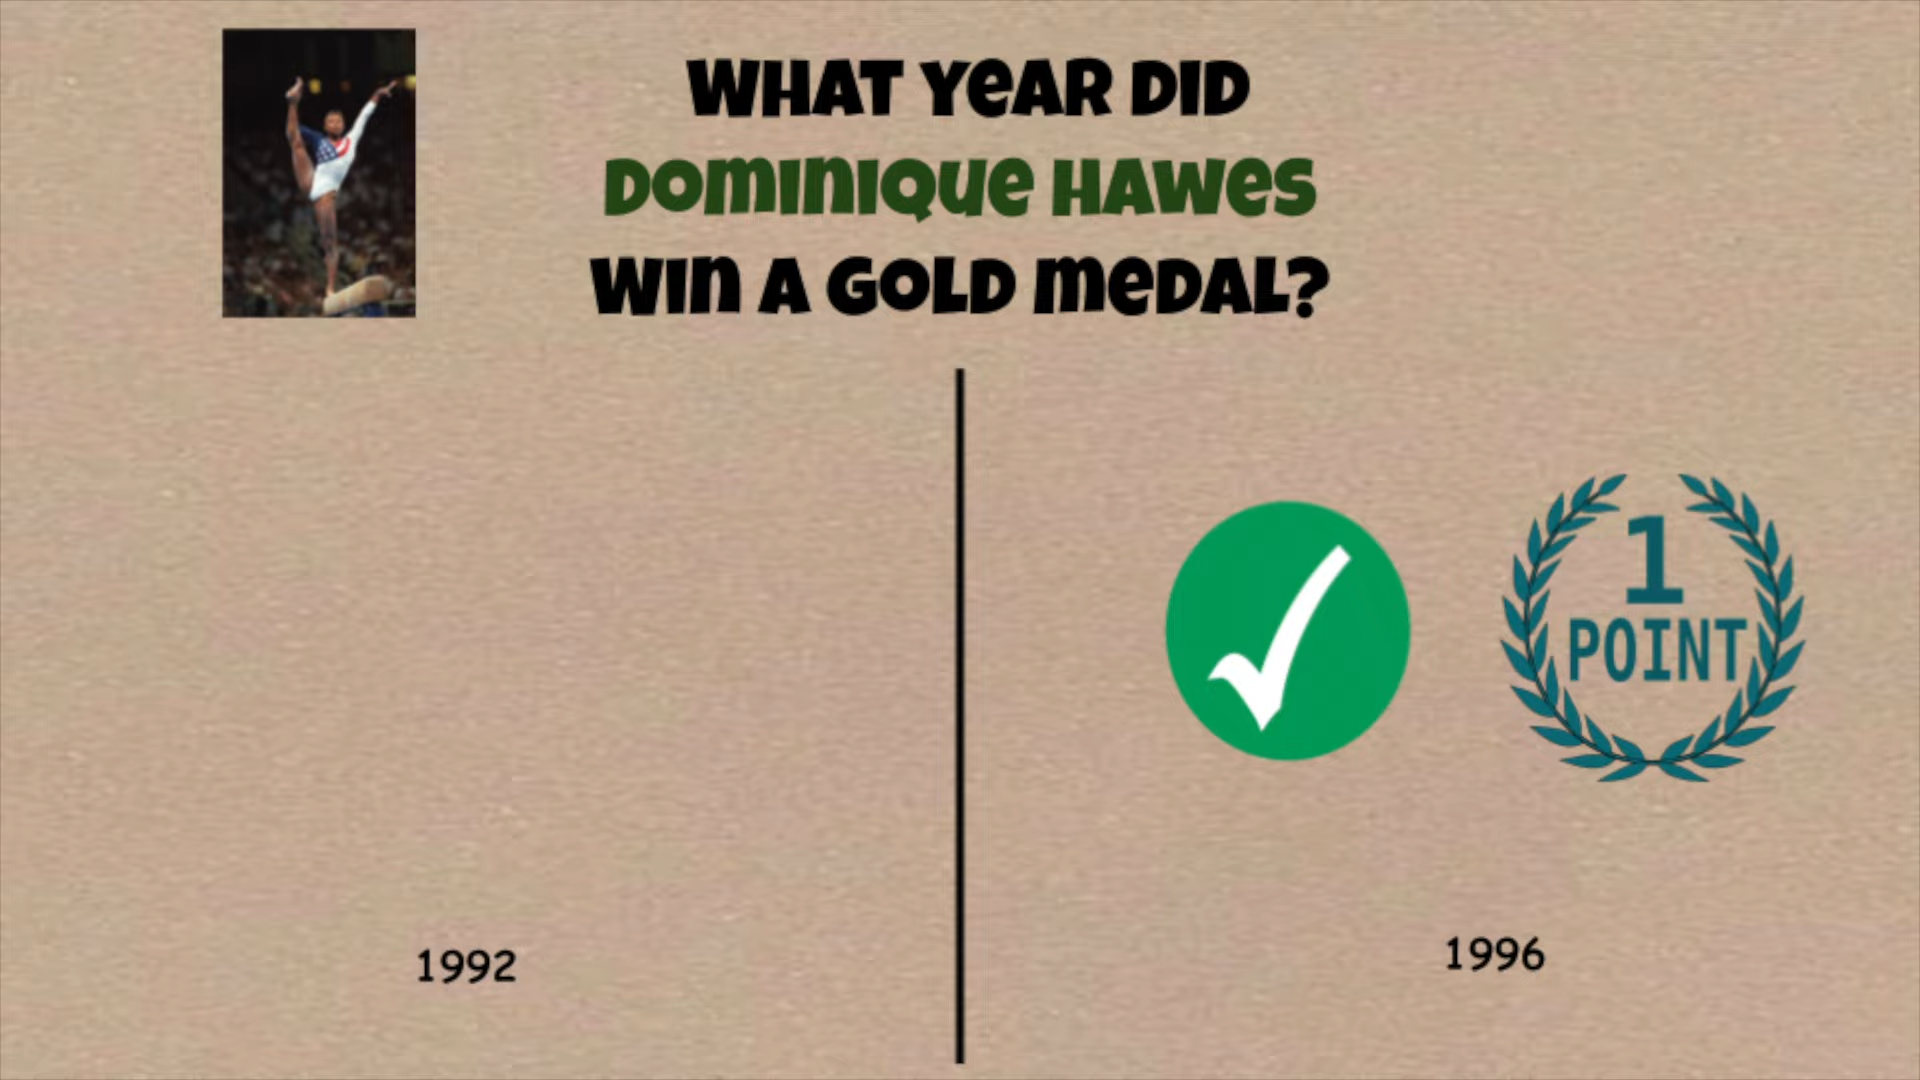 WHAT YEAR DID
DOMINIQUE HAWES
WIN A GOLD MEDAL?
1
POINT
1992
1996